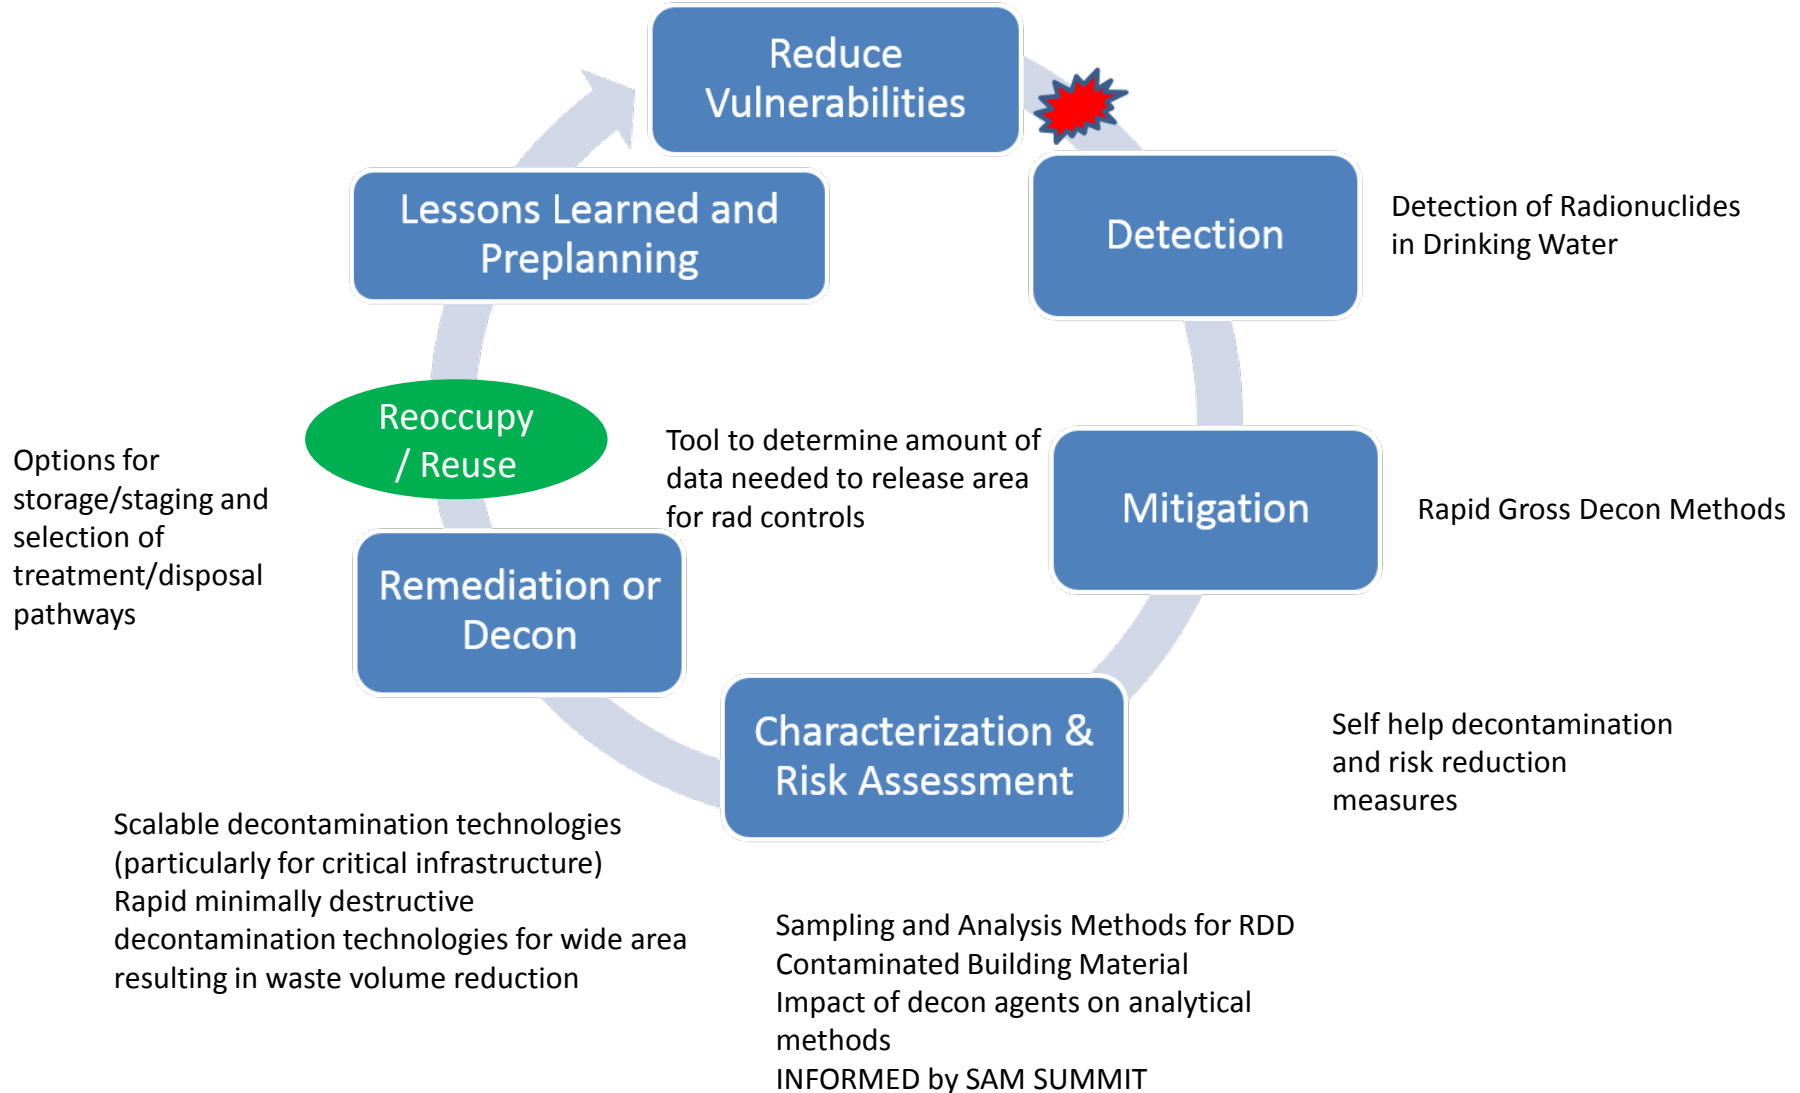 Reduce
Vulnerabilities
Lessons Learned and
Preplanning
Detection
Detection of Radionuclides
in Drinking Water
Reoccupy
/ Reuse
Tool to determine amount of
data needed to release area
for rad controls
Mitigation
Rapid Gross Decon Methods
Options for
storage/staging and
selection of
treatment/disposal
pathways
Remediation or
Decon
Characterization &
Risk Assessment
Self help decontamination
and risk reduction
measures
Scalable decontamination technologies
(particularly for critical infrastructure)
Rapid minimally destructive
decontamination technologies for wide area
resulting in waste volume reduction
Sampling and Analysis Methods for RDD
Contaminated Building Material
Impact of decon agents on analytical
methods
INFORMED by SAM SUMMIT